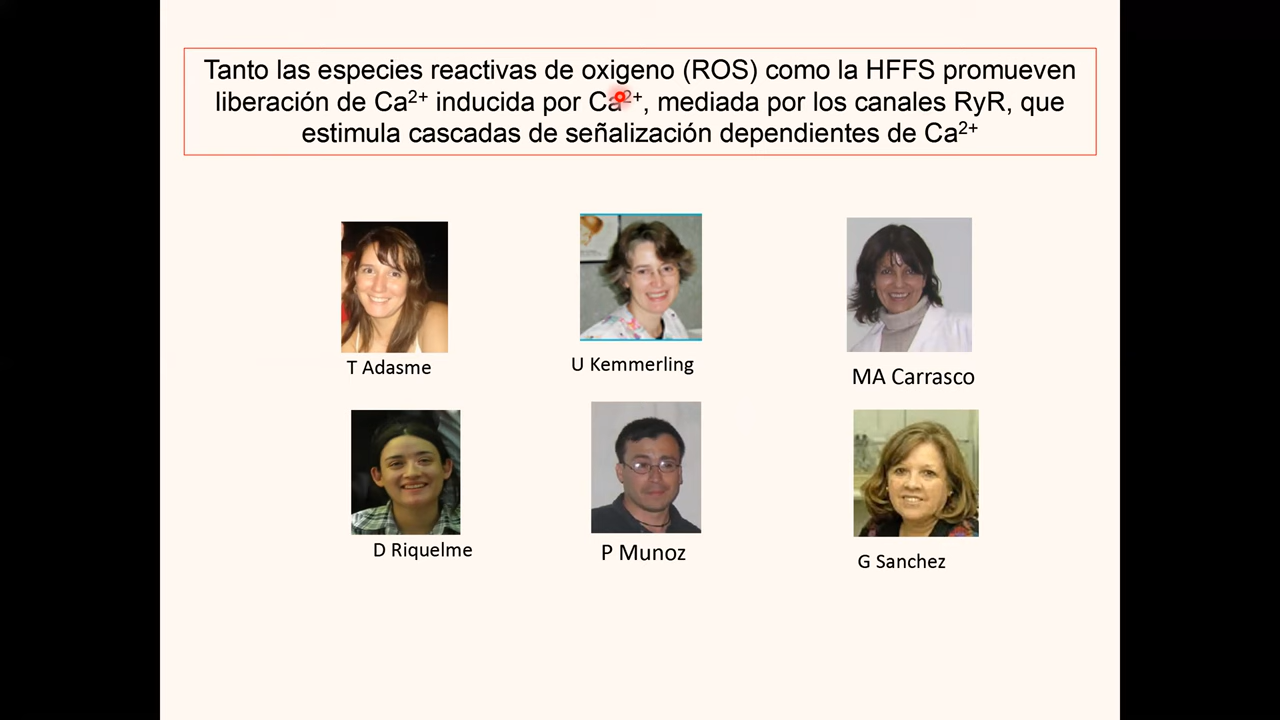 Tanto las especies reactivas de oxigeno (ROS) como la HFFS promueven
liberación de Ca²⁺ inducida por Ca²⁺, mediada por los canales RyR, que
estimula cascadas de señalización dependientes de Ca²⁺
T Adasme
U Kemmerling
MA Carrasco
D Riquelme
P Munoz
G Sanchez